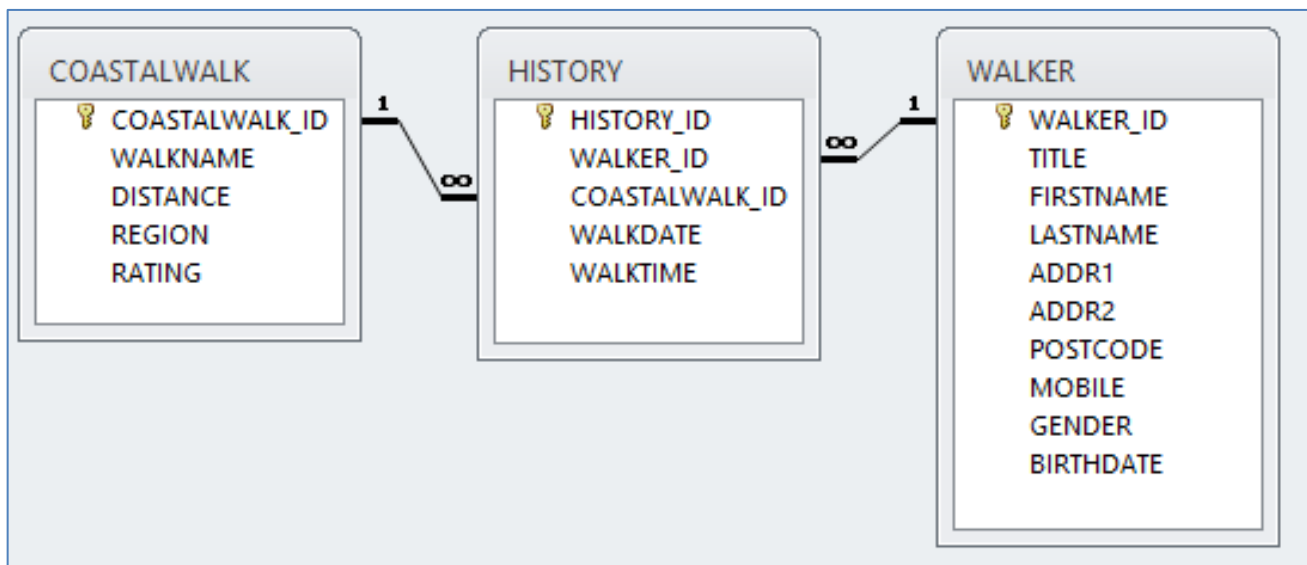 COASTALWALK
COASTALWALK_ID
WALKNAME
DISTANCE
REGION
RATING
1
∞
HISTORY
HISTORY_ID
WALKER_ID
COASTALWALK_ID
WALKDATE
WALKTIME
∞
1
WALKER
WALKER_ID
TITLE
FIRSTNAME
LASTNAME
ADDR1
ADDR2
POSTCODE
MOBILE
GENDER
BIRTHDATE